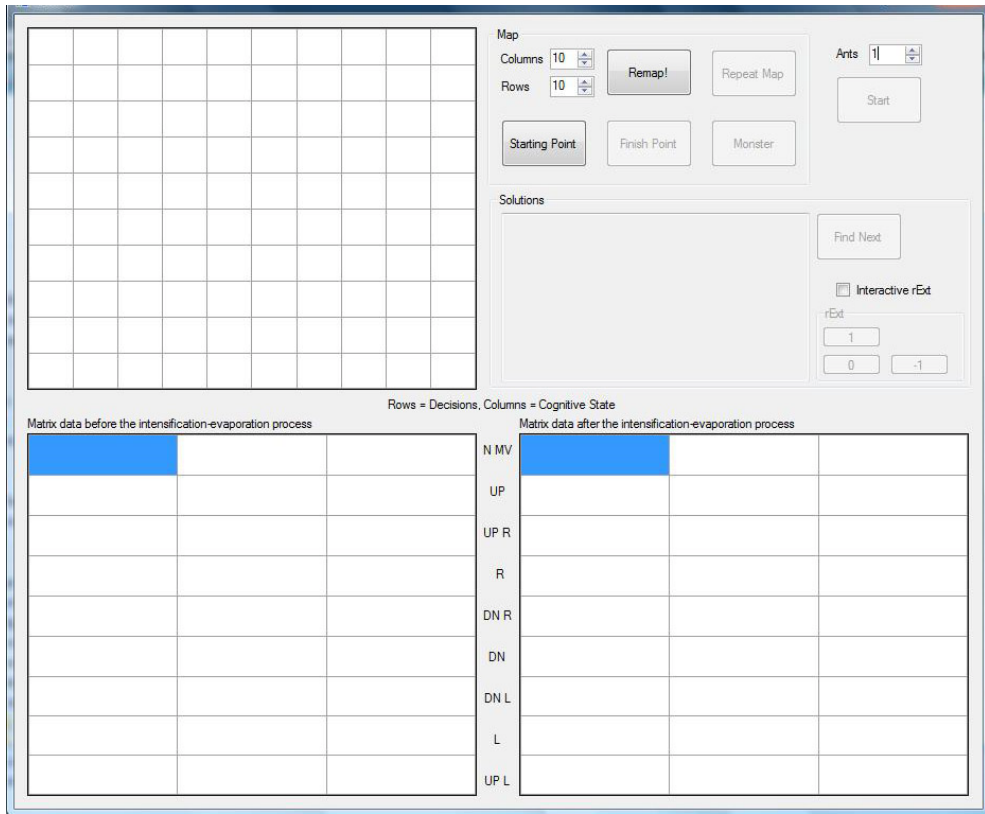 Map
Columns 10
Rows 10
Remap!
Repeat Map
Ants 1
Start
Starting Point
Finish Point
Monster
Solutions
Find Next
Interactive rExt
rExt
1
0
-1
Rows = Decisions, Columns = Cognitive State
Matrix data before the intensification-evaporation process
Matrix data after the intensification-evaporation process
N MV
UP
UP R
R
DN R
DN
DN L
L
UP L